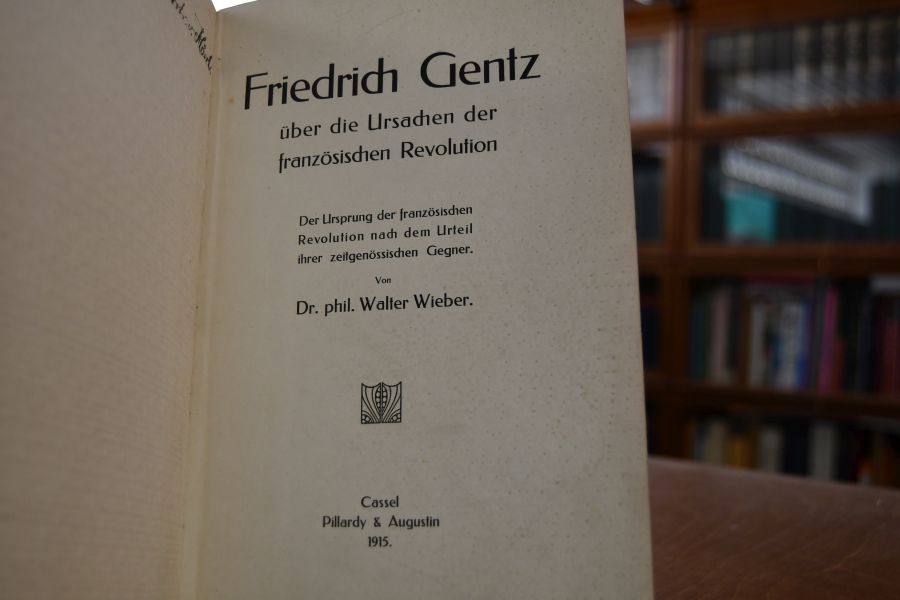 Friedrich Gentz
über die Ursachen der
französischen Revolution
Der Ursprung der französischen
Revolution nach dem Urteil
ihrer zeitgenössischen Gegner.
Von
Dr. phil. Walter Wieber.
Cassel
Pillardy & Augustin
1915.